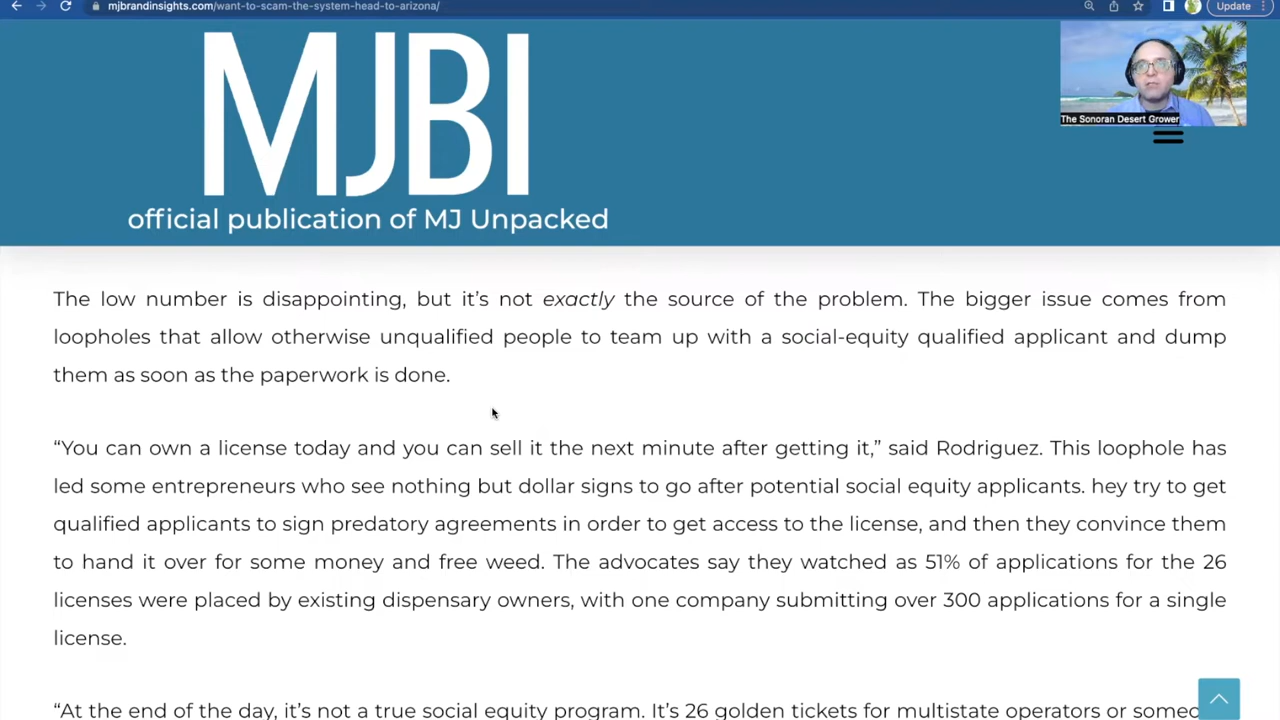 mjbrandinsights.com/want-to-scam-the-system-head-to-arizona/
Update
MJBI
official publication of MJ Unpacked
The Sonoran Desert Grower
The low number is disappointing, but it’s not exactly the source of the problem. The bigger issue comes from
loopholes that allow otherwise unqualified people to team up with a social-equity qualified applicant and dump
them as soon as the paperwork is done.
“You can own a license today and you can sell it the next minute after getting it,” said Rodriguez. This loophole has
led some entrepreneurs who see nothing but dollar signs to go after potential social equity applicants. hey try to get
qualified applicants to sign predatory agreements in order to get access to the license, and then they convince them
to hand it over for some money and free weed. The advocates say they watched as 51% of applications for the 26
licenses were placed by existing dispensary owners, with one company submitting over 300 applications for a single
license.
“At the end of the day, it’s not a true social equity program. It’s 26 golden tickets for multistate operators or someo